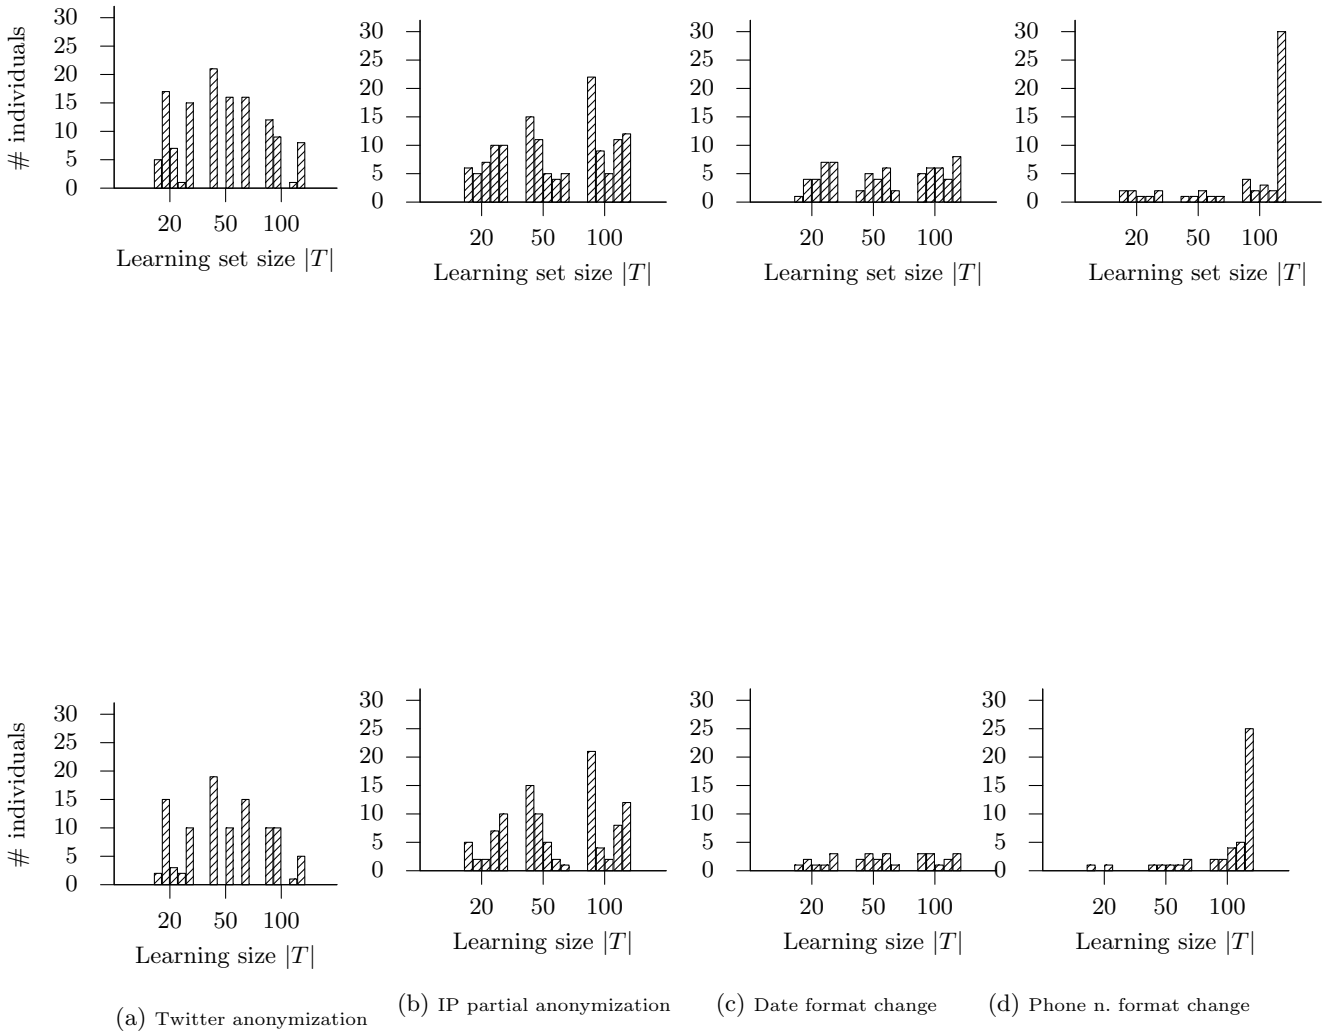 # individuals
30
25
20
15
10
5
0
20 50 100
Learning set size |T|
30
25
20
15
10
5
0
20 50 100
Learning set size |T|
30
25
20
15
10
5
0
20 50 100
Learning set size |T|
30
25
20
15
10
5
0
20 50 100
Learning set size |T|
# individuals
30
25
20
15
10
5
0
20 50 100
Learning size |T|
(a) Twitter anonymization
30
25
20
15
10
5
0
20 50 100
Learning size |T|
(b) IP partial anonymization
30
25
20
15
10
5
0
20 50 100
Learning size |T|
(c) Date format change
30
25
20
15
10
5
0
20 50 100
Learning size |T|
(d) Phone n. format change